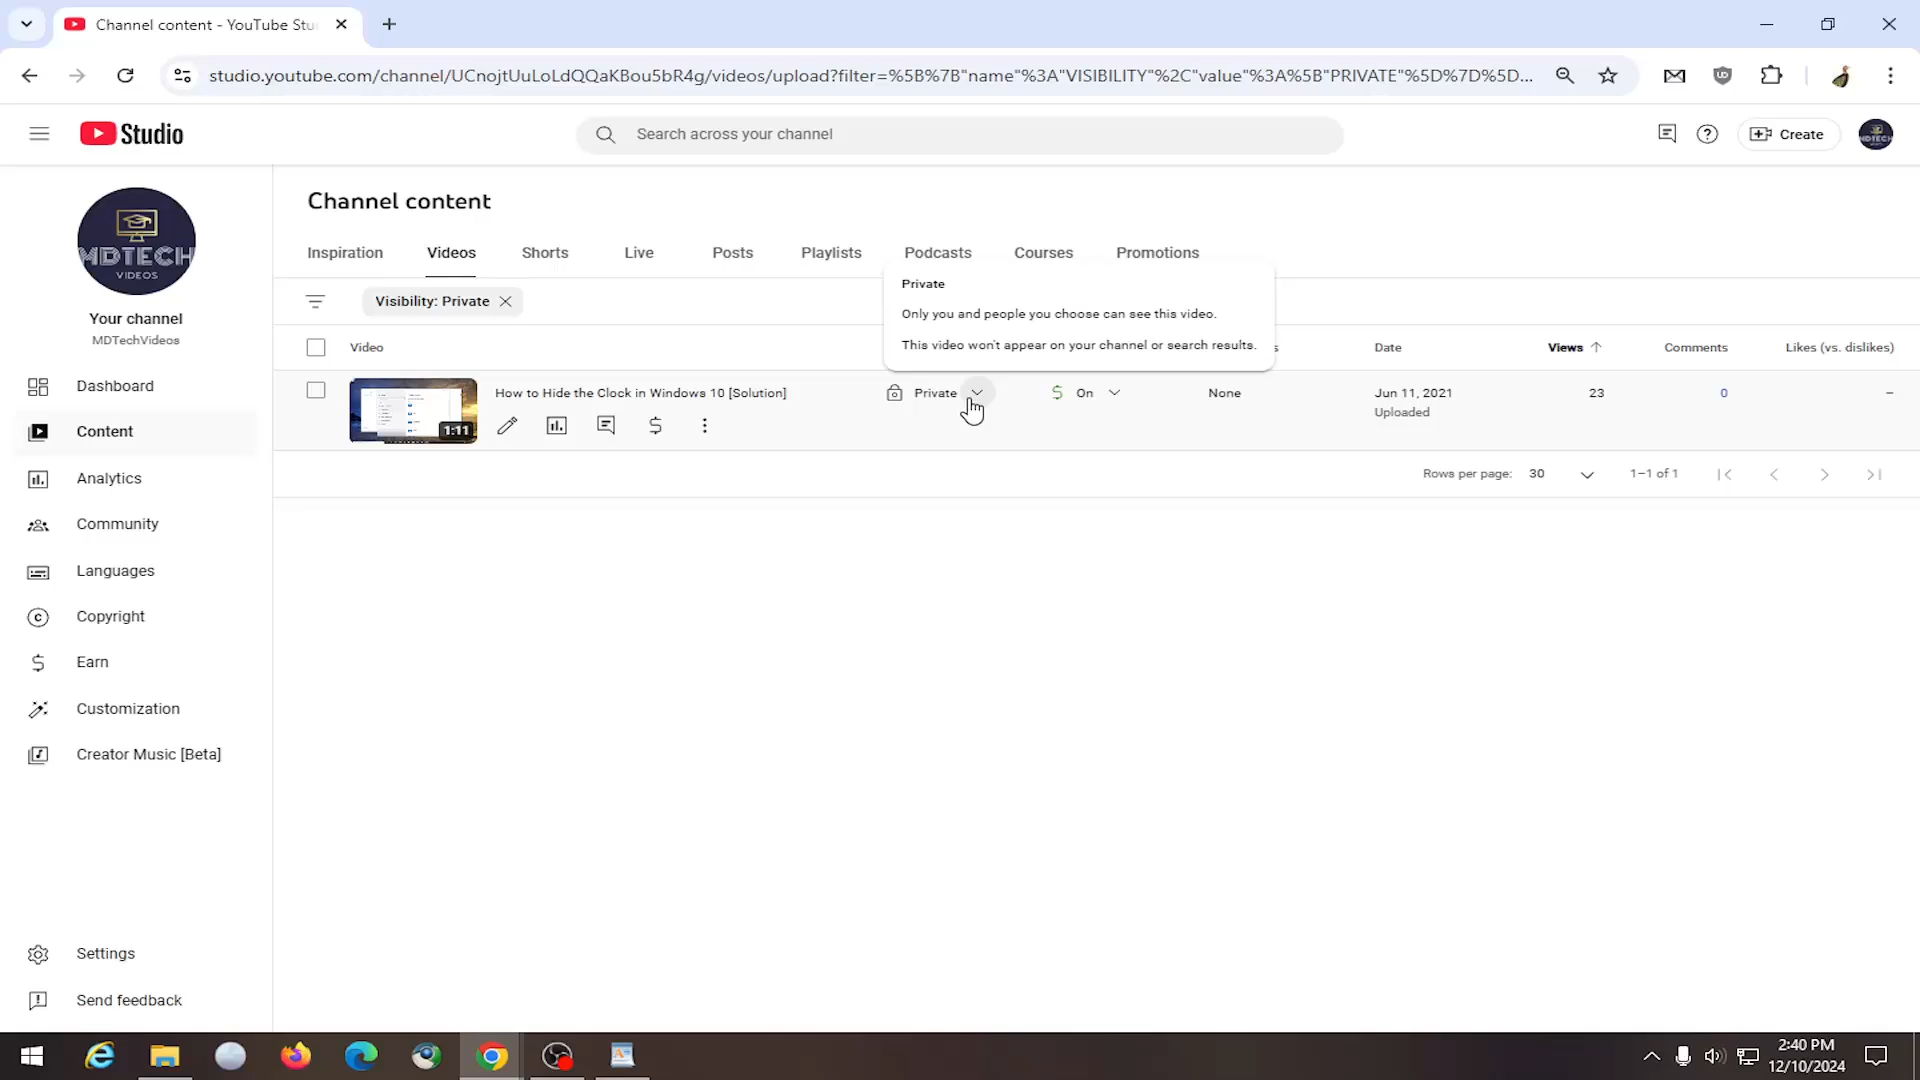 Channel content - YouTube Stu
studio.youtube.com/channel/UCnojtUuLoLdQQaKBou5bR4g/videos/upload?filter=%5B%7B"name"%3A"VISIBILITY"%2C"value"%3A%5B"PRIVATE"%5D%7D%5D...
Studio
Search across your channel
Create
MDTECH
VIDEOS
Your channel
MDTechVideos
Dashboard
Content
Analytics
Community
Languages
Copyright
Earn
Customization
Creator Music [Beta]
Settings
Send feedback
Channel content
Inspiration Videos Shorts Live Posts Playlists Podcasts Courses Promotions
Visibility: Private
Private
Only you and people you choose can see this video.
This video won't appear on your channel or search results.
Video s Date Views Comments Likes (vs. dislikes)
1:11
How to Hide the Clock in Windows 10 [Solution] Private On None Jun 11, 2021 23 0 –
Uploaded
Rows per page: 30 1–1 of 1
2:40 PM
12/10/2024